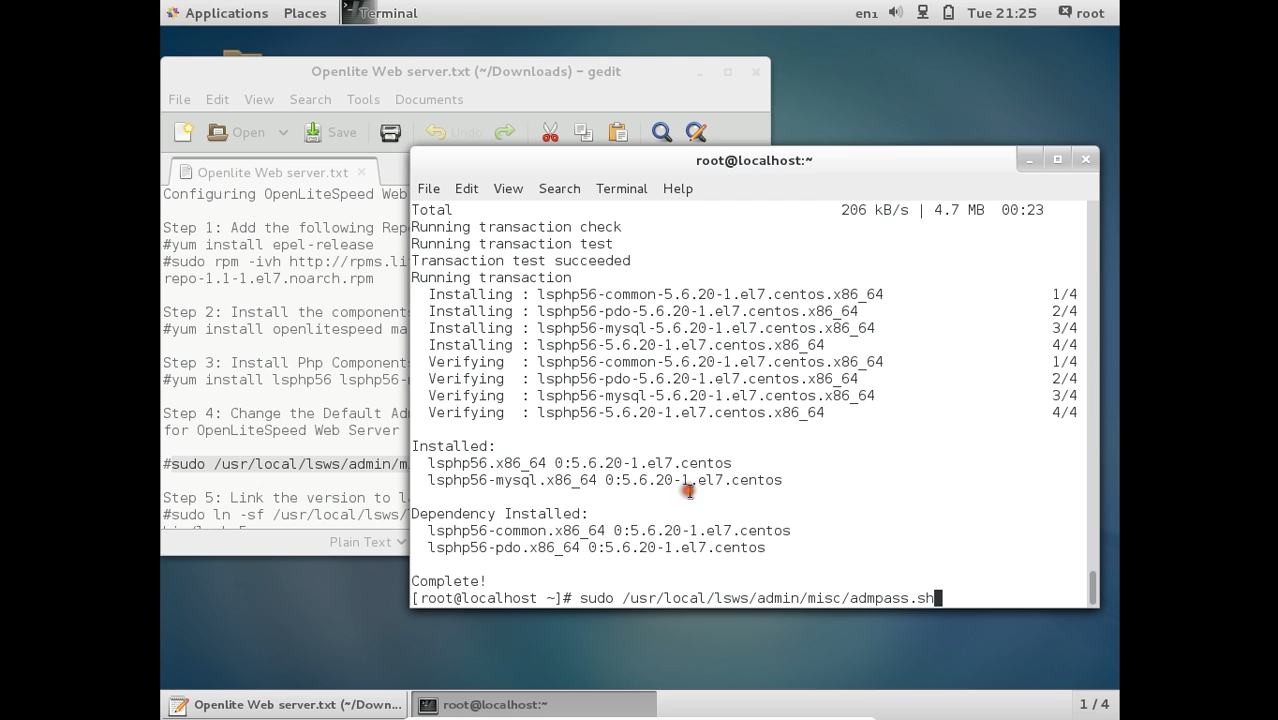 Applications Places Terminal en₁ Tue 21:25 root
Openlite Web server.txt (~/Downloads) – gedit
File Edit View Search Tools Documents
Open Save Undo
Openlite Web server.txt
Configuring OpenLiteSpeed Web
Step 1: Add the following Rep
#yum install epel-release
#sudo rpm -ivh http://rpms.li
repo-1.1-1.el7.noarch.rpm
Step 2: Install the components
#yum install openlitespeed ma
Step 3: Install Php Components
#yum install lsphp56 lsphp56-
Step 4: Change the Default Ad
for OpenLiteSpeed Web Server
#sudo /usr/local/lsws/admin/m
Step 5: Link the version to l
#sudo ln -sf /usr/local/lsws/
Plain Text
root@localhost:~
File Edit View Search Terminal Help
Total 206 kB/s | 4.7 MB 00:23
Running transaction check
Running transaction test
Transaction test succeeded
Running transaction
Installing : lsphp56-common-5.6.20-1.el7.centos.x86_64 1/4
Installing : lsphp56-pdo-5.6.20-1.el7.centos.x86_64 2/4
Installing : lsphp56-mysql-5.6.20-1.el7.centos.x86_64 3/4
Installing : lsphp56-5.6.20-1.el7.centos.x86_64 4/4
Verifying : lsphp56-common-5.6.20-1.el7.centos.x86_64 1/4
Verifying : lsphp56-pdo-5.6.20-1.el7.centos.x86_64 2/4
Verifying : lsphp56-mysql-5.6.20-1.el7.centos.x86_64 3/4
Verifying : lsphp56-5.6.20-1.el7.centos.x86_64 4/4
Installed:
lsphp56.x86_64 0:5.6.20-1.el7.centos
lsphp56-mysql.x86_64 0:5.6.20-1.el7.centos
Dependency Installed:
lsphp56-common.x86_64 0:5.6.20-1.el7.centos
lsphp56-pdo.x86_64 0:5.6.20-1.el7.centos
Complete!
[root@localhost ~]# sudo /usr/local/lsws/admin/misc/admpass.sh
Openlite Web server.txt (~/Down... root@localhost:~ 1 / 4